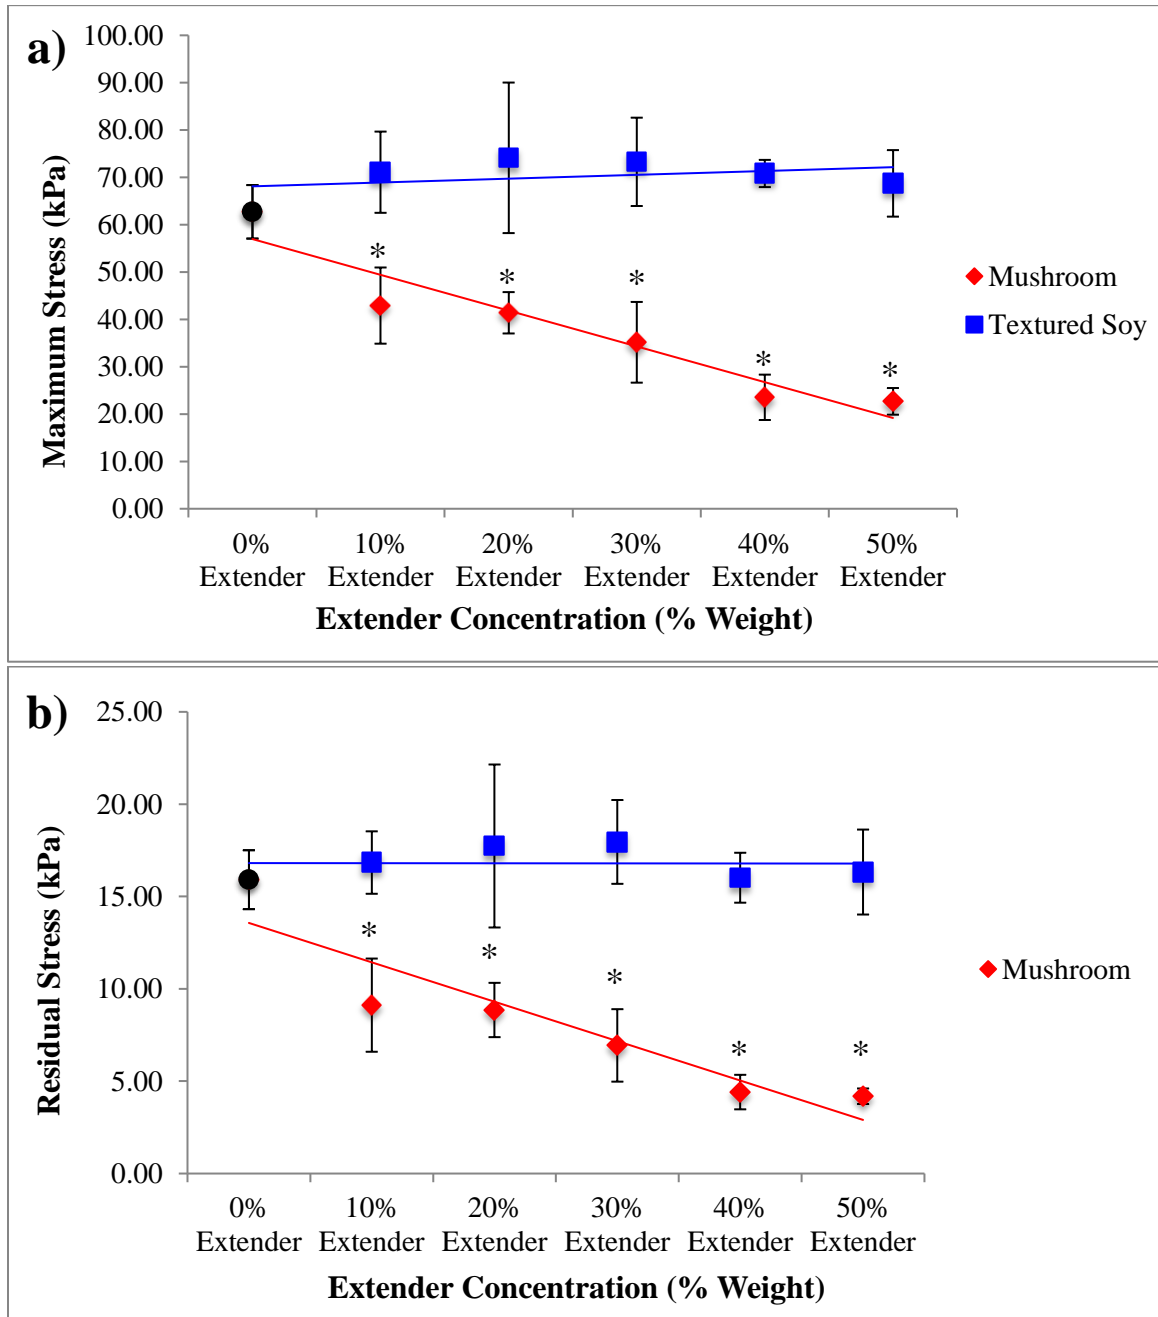 a)
100.00
90.00
80.00
70.00
60.00
50.00
40.00
30.00
20.00
10.00
0.00
Maximum Stress (kPa)
*
*
*
*
*
Mushroom
Textured Soy
0% 10% 20% 30% 40% 50%
Extender Extender Extender Extender Extender Extender
Extender Concentration (% Weight)
b)
25.00
20.00
15.00
10.00
5.00
0.00
Residual Stress (kPa)
*
*
*
*
*
Mushroom
0% 10% 20% 30% 40% 50%
Extender Extender Extender Extender Extender Extender
Extender Concentration (% Weight)